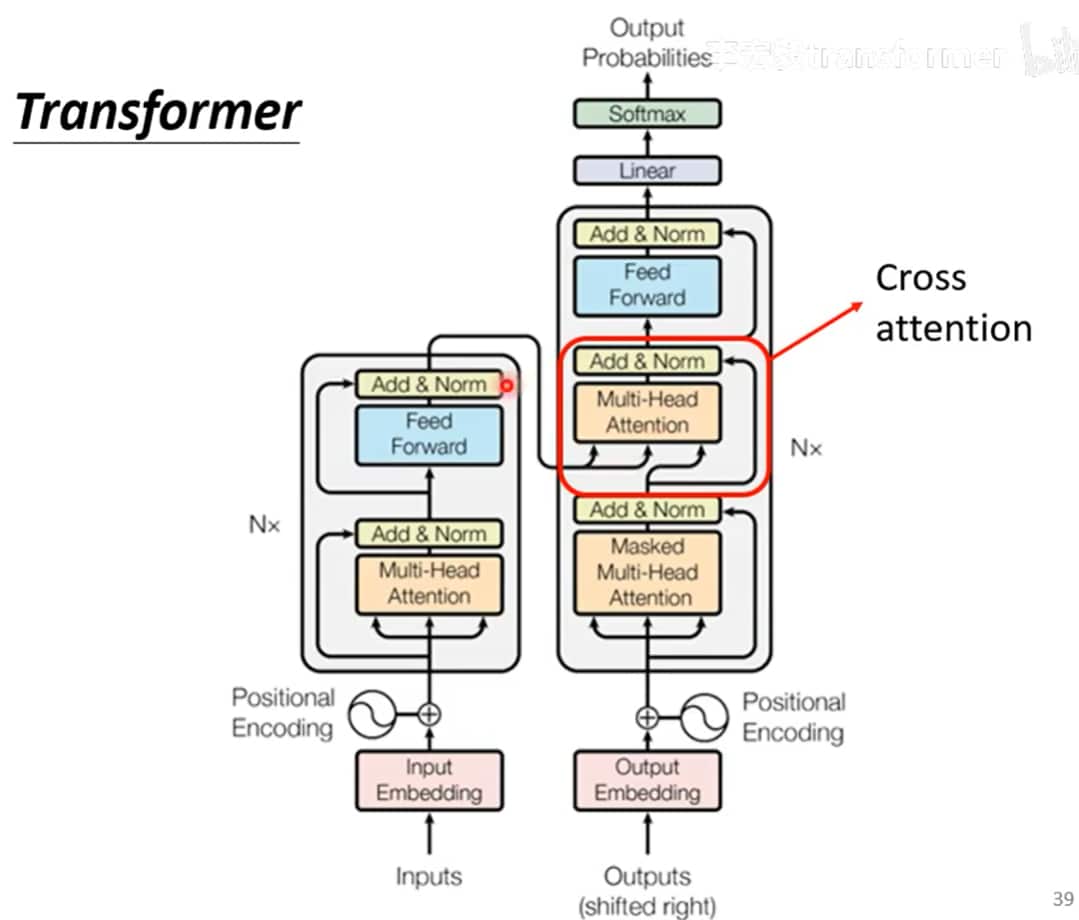 Transformer
Output
Probabilities
Softmax
Linear
Add & Norm
Feed
Forward
Add & Norm
Multi-Head
Attention
Cross
attention
Nx
Add & Norm
Masked
Multi-Head
Attention
Add & Norm
Feed
Forward
Nx
Add & Norm
Multi-Head
Attention
Positional
Encoding
Positional
Encoding
Input
Embedding
Output
Embedding
Inputs
Outputs
(shifted right)
39
transformer